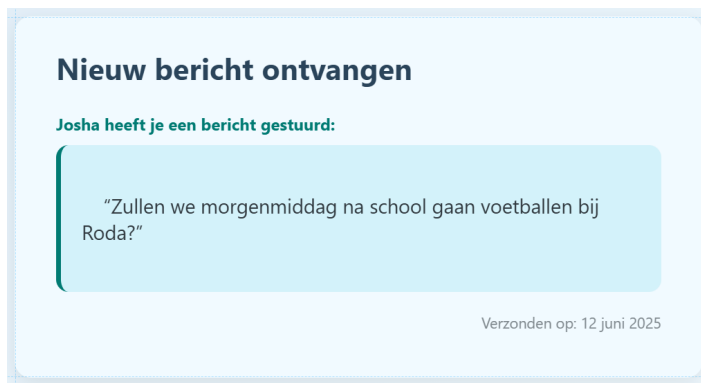 Nieuw bericht ontvangen
Josha heeft je een bericht gestuurd:
“Zullen we morgenmiddag na school gaan voetballen bij
Roda?”
Verzonden op: 12 juni 2025